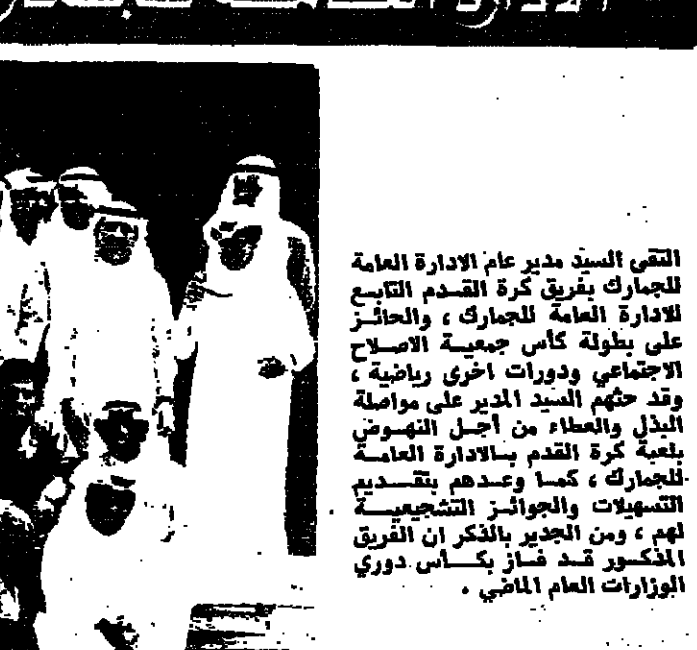 التقى السيد مدير عام الادارة العامة
للجمارك بفريق كرة القدم التابع
للادارة العامة للجمارك ، والحائز
على بطولة كأس جمعية الاصلاح
الاجتماعي ودورات اخرى رياضية ،
وقد حثهم السيد المدير على مواصلة
البذل والعطاء من أجل النهوض
بلعبة كرة القدم بالادارة العامة
للجمارك ، كما وعدهم بتقديم
التسهيلات والجوائز التشجيعية
لهم ، ومن الجدير بالذكر ان الفريق
المذكور قد فاز بكأس دوري
الوزارات العام الماضي .